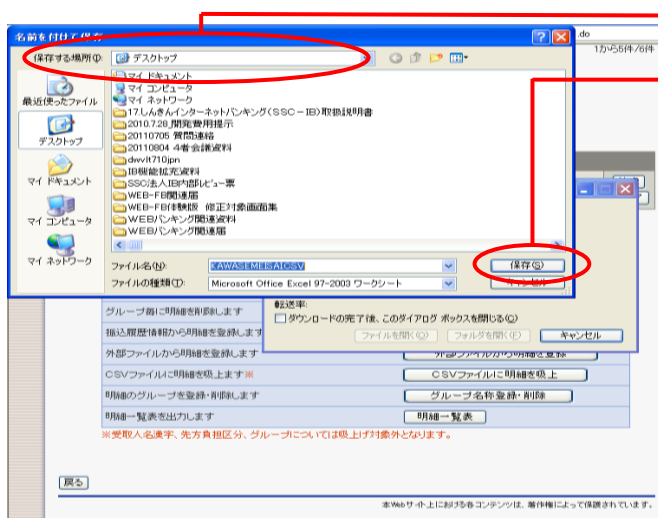 名前を付けて保存
.do
保存する場所(I):
デスクトップ
1から5件/6件
最近使ったファイル
デスクトップ
マイ ドキュメント
マイ コンピュータ
マイ ネットワーク
マイ ドキュメント
マイ コンピュータ
マイ ネットワーク
17.しんきんインターネットバンキング(SSC-IB)取扱説明書
2010.7.28_開発費用提示
20110705 質問連絡
20110804 4者会議資料
dwvlt710jpn
IB機能拡充資料
SSC法人IB内部レビュー票
WEB-FB関連届
WEB-FB体験版 修正対象画面集
WEBバンキング関連資料
WEBバンキング関連届
ファイル名(N):
KAWASEMEISAI.CSV
保存(S)
ファイルの種類(T):
Microsoft Office Excel 97-2003 ワークシート
キャンセル
転送率:
ダウンロードの完了後、このダイアログ ボックスを閉じる(C)
ファイルを開く(O)
フォルダを開く(F)
キャンセル
グループ毎に明細を削除します
振込履歴情報から明細を登録します
外部ファイルから明細を登録します
外部ファイルから明細を登録
CSVファイルに明細を吸上ます※
CSVファイルに明細を吸上
明細のグループを登録・削除します
グループ名称登録・削除
明細一覧表を出力します
明細一覧表
※受取人名漢字、先方負担区分、グループについては吸上げ対象外となります。
戻る
本Webサイト上における各コンテンツは、著作権によって保護されています。